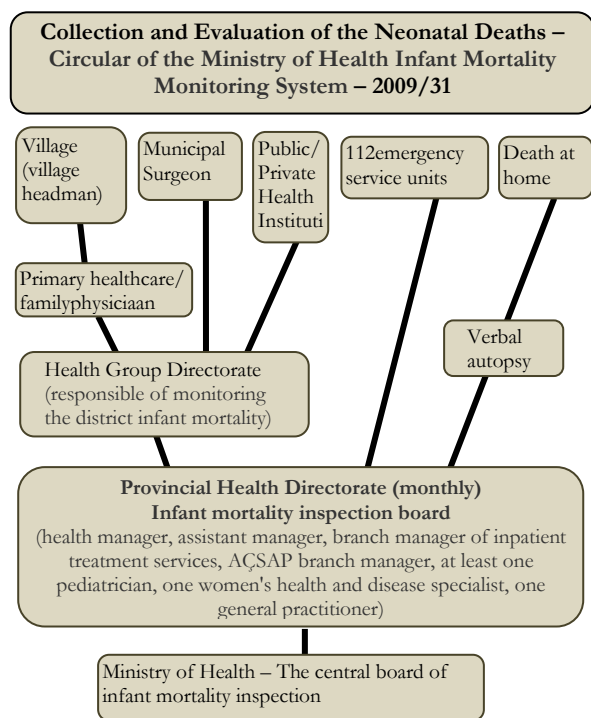 Collection and Evaluation of the Neonatal Deaths –
Circular of the Ministry of Health Infant Mortality
Monitoring System – 2009/31
Village
(village
headman)
Municipal
Surgeon
Public/
Private
Health
Instituti
112emergency
service units
Death at
home
Primary healthcare/
familyphysiciaan
Verbal
autopsy
Health Group Directorate
(responsible of monitoring
the district infant mortality)
Provincial Health Directorate (monthly)
Infant mortality inspection board
(health manager, assistant manager, branch manager of inpatient
treatment services, AÇSAP branch manager, at least one
pediatrician, one women's health and disease specialist, one
general practitioner)
Ministry of Health – The central board of
infant mortality inspection